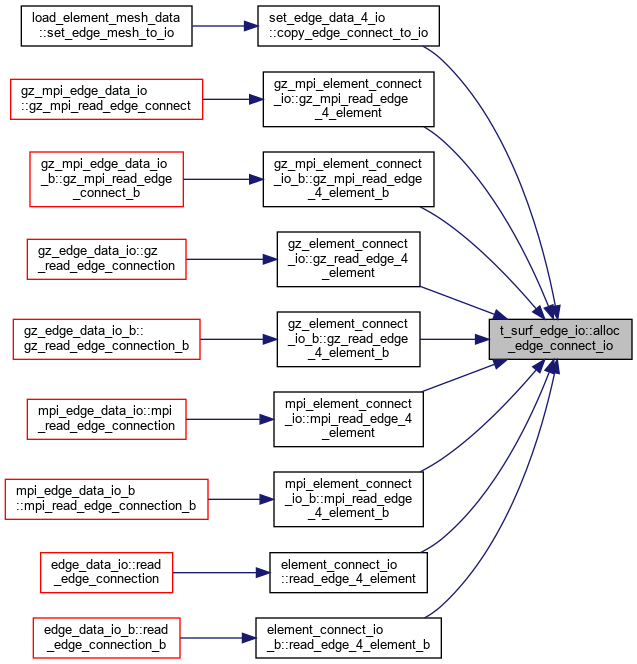 load_element_mesh_data
::set_edge_mesh_to_io
set_edge_data_4_io
::copy_edge_connect_to_io
gz_mpi_edge_data_io
::gz_mpi_read_edge_connect
gz_mpi_element_connect
_io::gz_mpi_read_edge
_4_element
gz_mpi_edge_data_io
_b::gz_mpi_read_edge
_connect_b
gz_mpi_element_connect
_io_b::gz_mpi_read_edge
_4_element_b
gz_edge_data_io::gz
_read_edge_connection
gz_element_connect
_io::gz_read_edge_4
_element
gz_edge_data_io_b::
gz_read_edge_connection_b
gz_element_connect
_io_b::gz_read_edge
_4_element_b
t_surf_edge_io::alloc
_edge_connect_io
mpi_edge_data_io::mpi
_read_edge_connection
mpi_element_connect
_io::mpi_read_edge_4
_element
mpi_edge_data_io_b
::mpi_read_edge_connection_b
mpi_element_connect
_io_b::mpi_read_edge
_4_element_b
edge_data_io::read
_edge_connection
element_connect_io
::read_edge_4_element
edge_data_io_b::read
_edge_connection_b
element_connect_io
_b::read_edge_4_element_b